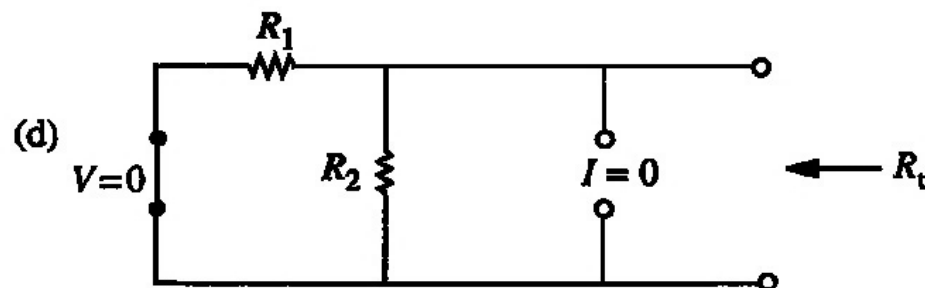 R₁
(d)
V=0
R₂
I = 0
Rₜ